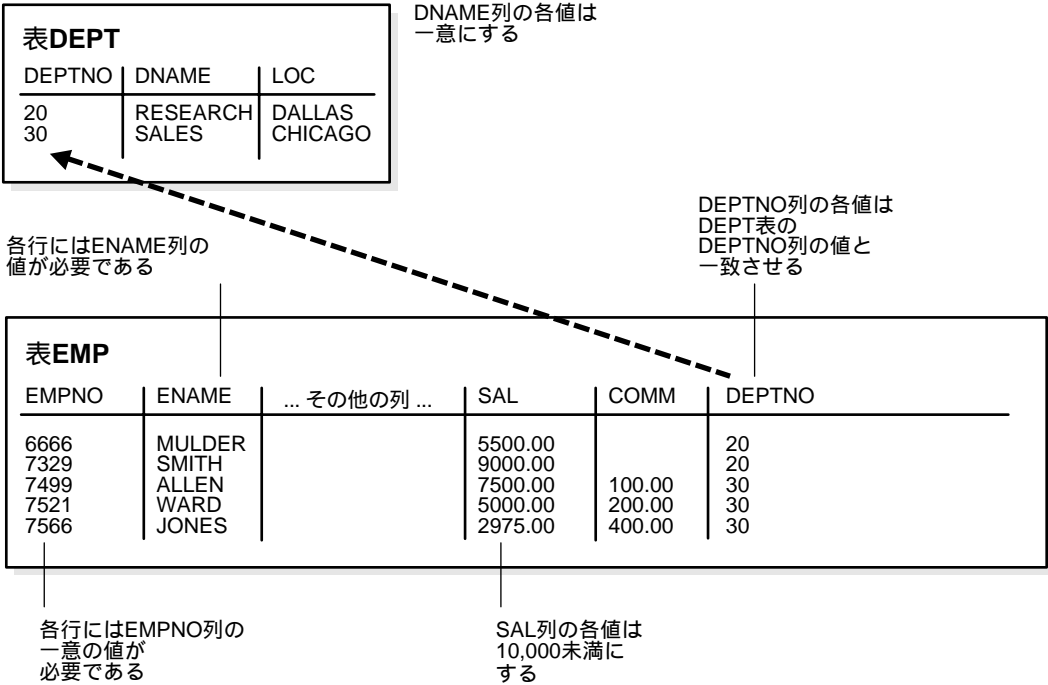 DNAME列の各値は
一意にする
表DEPT
DEPTNO DNAME LOC
20 RESEARCH DALLAS
30 SALES CHICAGO
各行にはENAME列の
値が必要である
DEPTNO列の各値は
DEPT表の
DEPTNO列の値と
一致させる
表EMP
EMPNO ENAME ... その他の列 ... SAL COMM DEPTNO
6666 MULDER 5500.00 20
7329 SMITH 9000.00 20
7499 ALLEN 7500.00 100.00 30
7521 WARD 5000.00 200.00 30
7566 JONES 2975.00 400.00 30
各行にはEMPNO列の
一意の値が
必要である
SAL列の各値は
10,000未満に
する